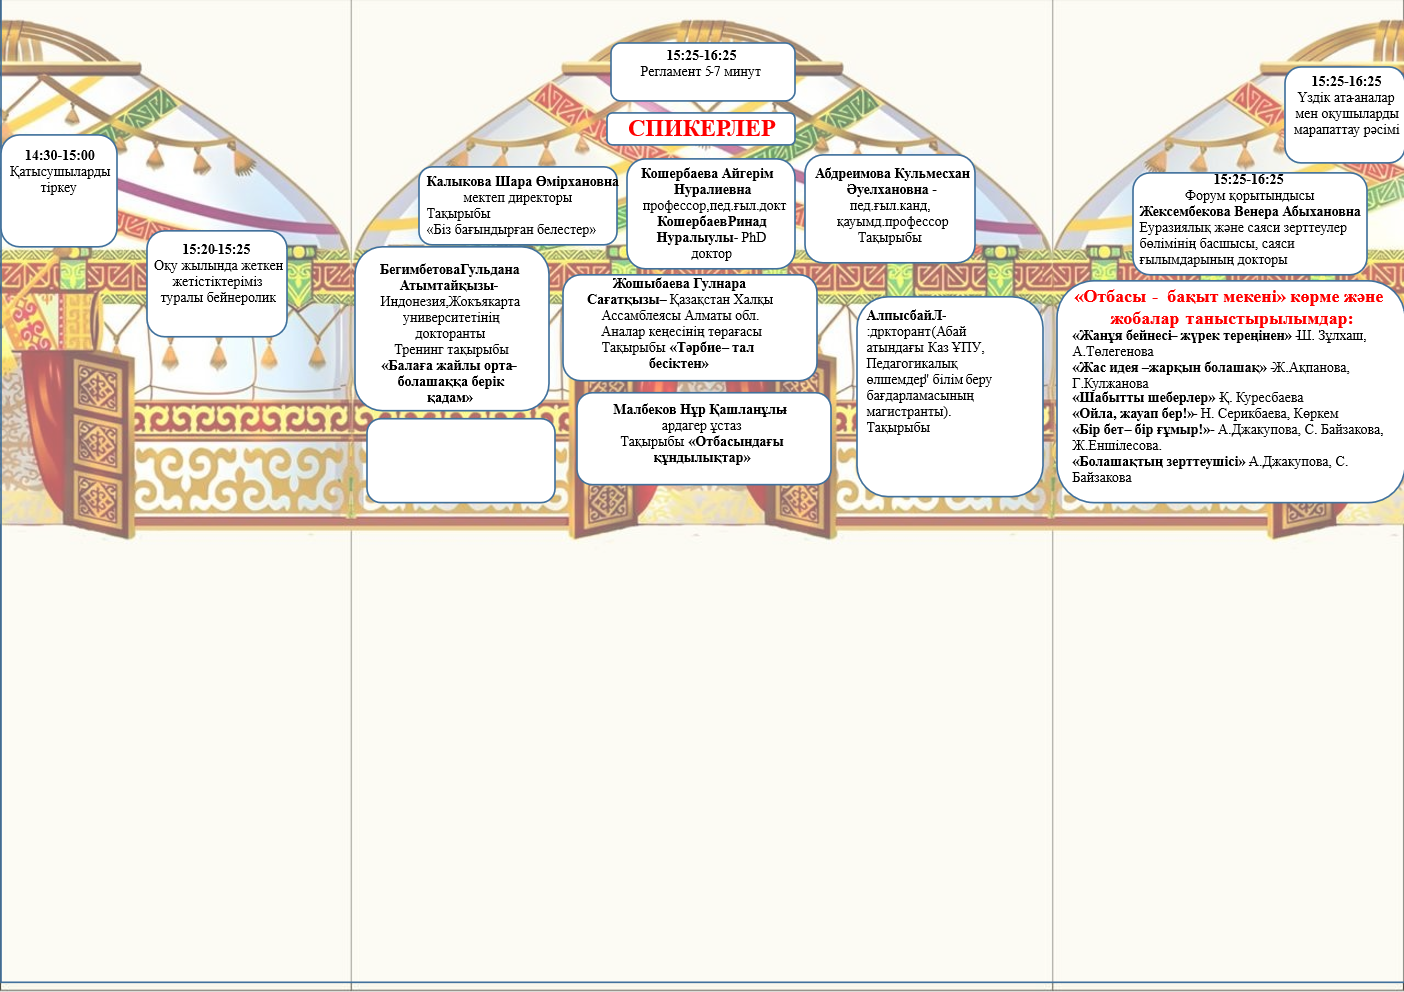 14:30-15:00
Қатысушыларды
тіркеу
15:20-15:25
Оқу жылында жеткен
жетістіктеріміз
туралы бейнеролик
15:25-16:25
Регламент 5-7 минут
СПИКЕРЛЕР
Калыкова Шара Өмірхановна
мектеп директоры
Тақырыбы
«Біз бағындырған белестер»
Кошербаева Айгерім
Нуралиевна
профессор,пед.ғыл.докт
КошербаевРинад
Нуралыулы- PhD
доктор
Абдреимова Кульмесхан
Әуелхановна -
пед.ғыл.канд,
қауымд.профессор
Тақырыбы
БегимбетоваГульдана
Атымтайқызы-
Индонезия,Жокъякарта
университетінің
докторанты
Тренинг тақырыбы
«Балаға жайлы орта-
болашаққа берік
қадам»
Жошыбаева Гулнара
Сағатқызы– Қазақстан Халқы
Ассамблеясы Алматы обл.
Аналар кеңесінің төрағасы
Тақырыбы «Тәрбие– тал
бесіктен»
Малбеков Нұр Қашланұлы-
ардагер ұстаз
Тақырыбы «Отбасындағы
құндылықтар»
АлпысбайЛ-
:дркторант(Абай
атындағы Каз ҰПУ,
Педагогикалық
өлшемдер" білім беру
бағдарламасының
магистранты).
Тақырыбы
15:25-16:25
Үздік ата-аналар
мен оқушыларды
марапаттау рәсімі
15:25-16:25
Форум қорытындысы
Жексембекова Венера Абыхановна
Еуразиялық және саяси зерттеулер
бөлімінің басшысы, саяси
ғылымдарының докторы
«Отбасы - бақыт мекені» көрме және
жобалар таныстырылымдар:
«Жанұя бейнесі– жүрек тереңінен» -Ш. Зұлхаш,
А.Төлегенова
«Жас идея –жарқын болашақ» -Ж.Ақпанова,
Г.Кулжанова
«Шабытты шеберлер» Қ. Куресбаева
«Ойла, жауап бер!»- Н. Серикбаева, Көркем
«Бір бет– бір ғұмыр!»- А.Джакупова, С. Байзакова,
Ж.Еншілесова.
«Болашақтың зерттеушісі» А.Джакупова, С.
Байзакова